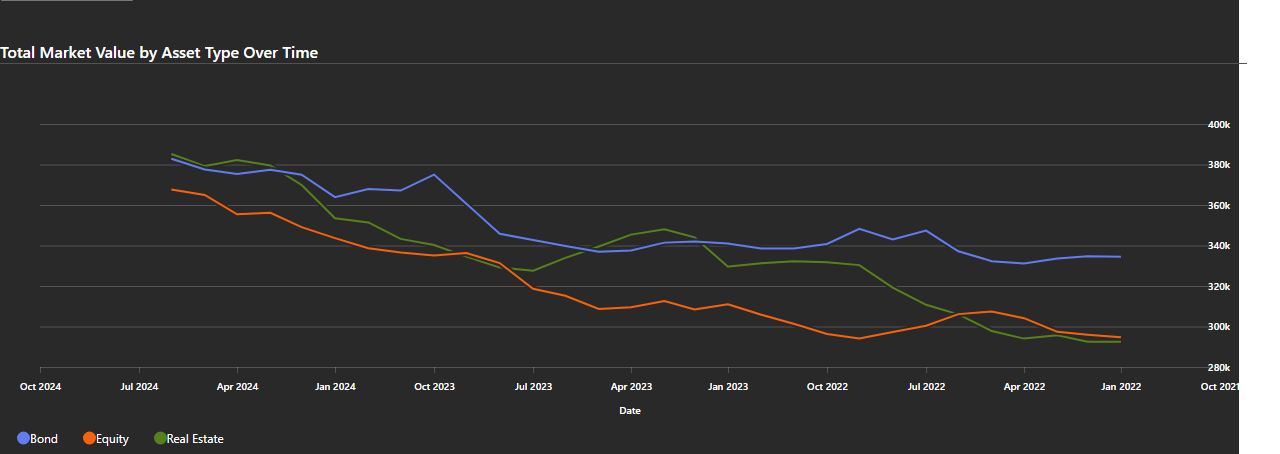 Total Market Value by Asset Type Over Time
400k
380k
360k
340k
320k
300k
280k
Oct 2024 Jul 2024 Apr 2024 Jan 2024 Oct 2023 Jul 2023 Apr 2023 Jan 2023 Oct 2022 Jul 2022 Apr 2022 Jan 2022 Oct 2021
Date
Bond Equity Real Estate